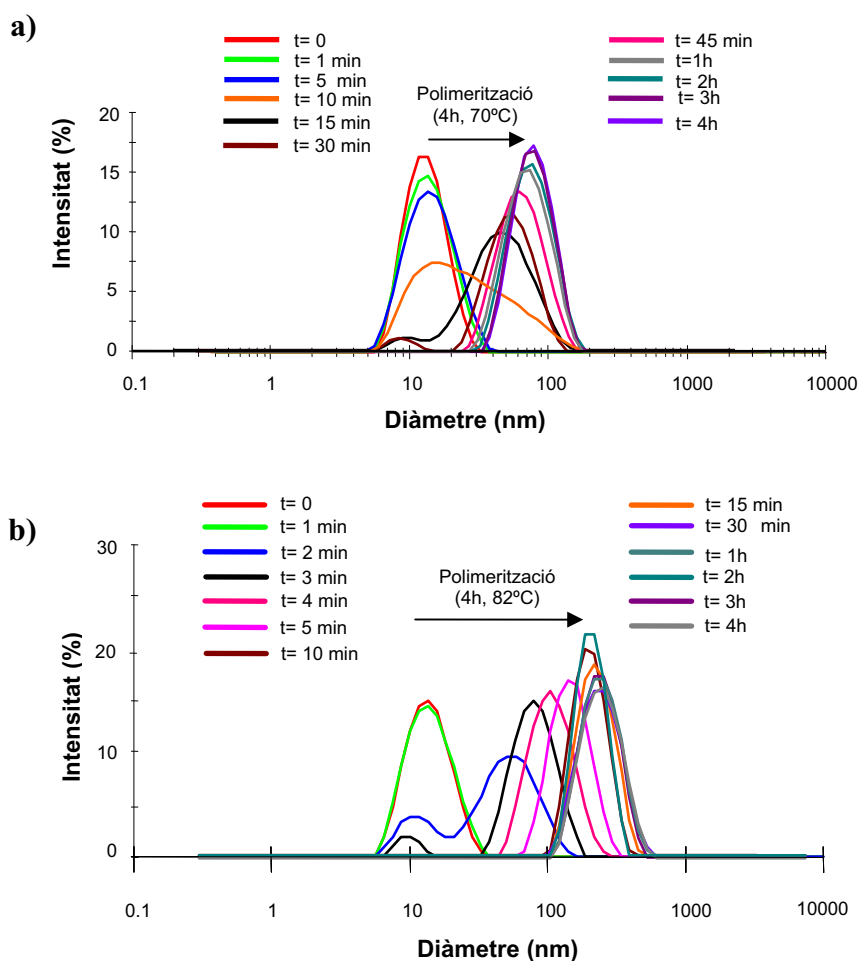 a)
t= 0
t= 1 min
t= 5 min
t= 10 min
t= 15 min
t= 30 min
t= 45 min
t=1h
t= 2h
t= 3h
t= 4h
Polimerització
(4h, 70ºC)
Intensitat (%)
20
15
10
5
0
0.1 1 10 100 1000 10000
Diàmetre (nm)
b)
t= 0
t= 1 min
t= 2 min
t= 3 min
t= 4 min
t= 5 min
t= 10 min
t= 15 min
t= 30 min
t= 1h
t= 2h
t= 3h
t= 4h
Polimerització
(4h, 82ºC)
Intensitat (%)
30
20
10
0
0.1 1 10 100 1000 10000
Diàmetre (nm)